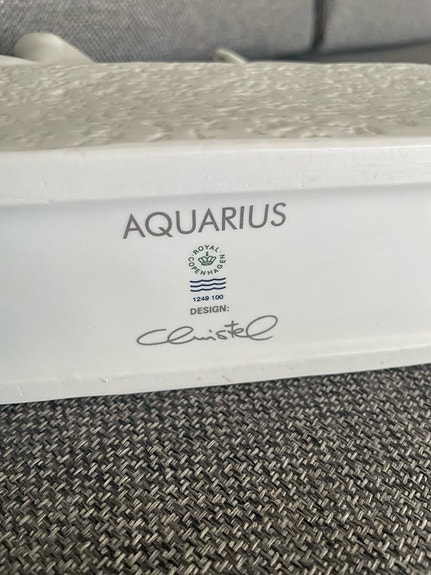 AQUARIUS
ROYAL COPENHAGEN
1249 100
DESIGN:
Christel